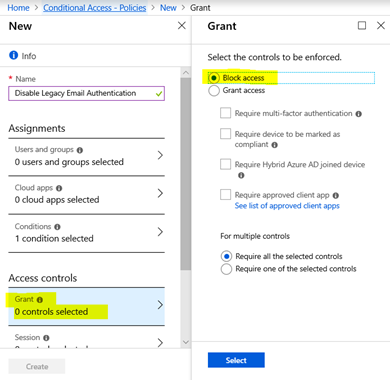 Home > Conditional Access - Policies > New > Grant
New
Info
* Name
Disable Legacy Email Authentication
Assignments
Users and groups
0 users and groups selected
Cloud apps
0 cloud apps selected
Conditions
1 condition selected
Access controls
Grant
0 controls selected
Session
Create
Grant
Select the controls to be enforced.
Block access
Grant access
Require multi-factor authentication
Require device to be marked as
compliant
Require Hybrid Azure AD joined
device
Require approved client app
See list of approved client apps
For multiple controls
Require all the selected controls
Require one of the selected controls
Select